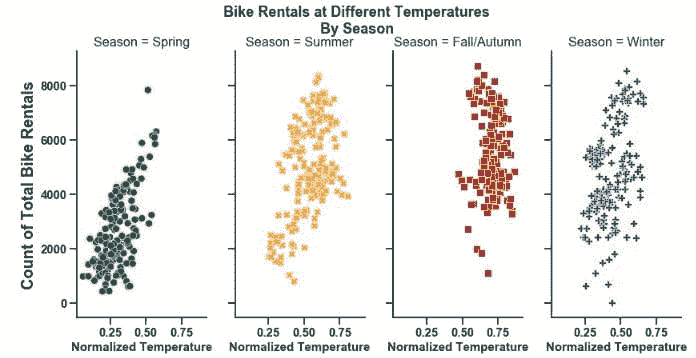 Bike Rentals at Different Temperatures
By Season
Season = Spring
Season = Summer
Season = Fall/Autumn
Season = Winter
Count of Total Bike Rentals
8000
6000
4000
2000
0
0.25 0.50 0.75
0.25 0.50 0.75
0.25 0.50 0.75
0.25 0.50 0.75
Normalized Temperature
Normalized Temperature
Normalized Temperature
Normalized Temperature